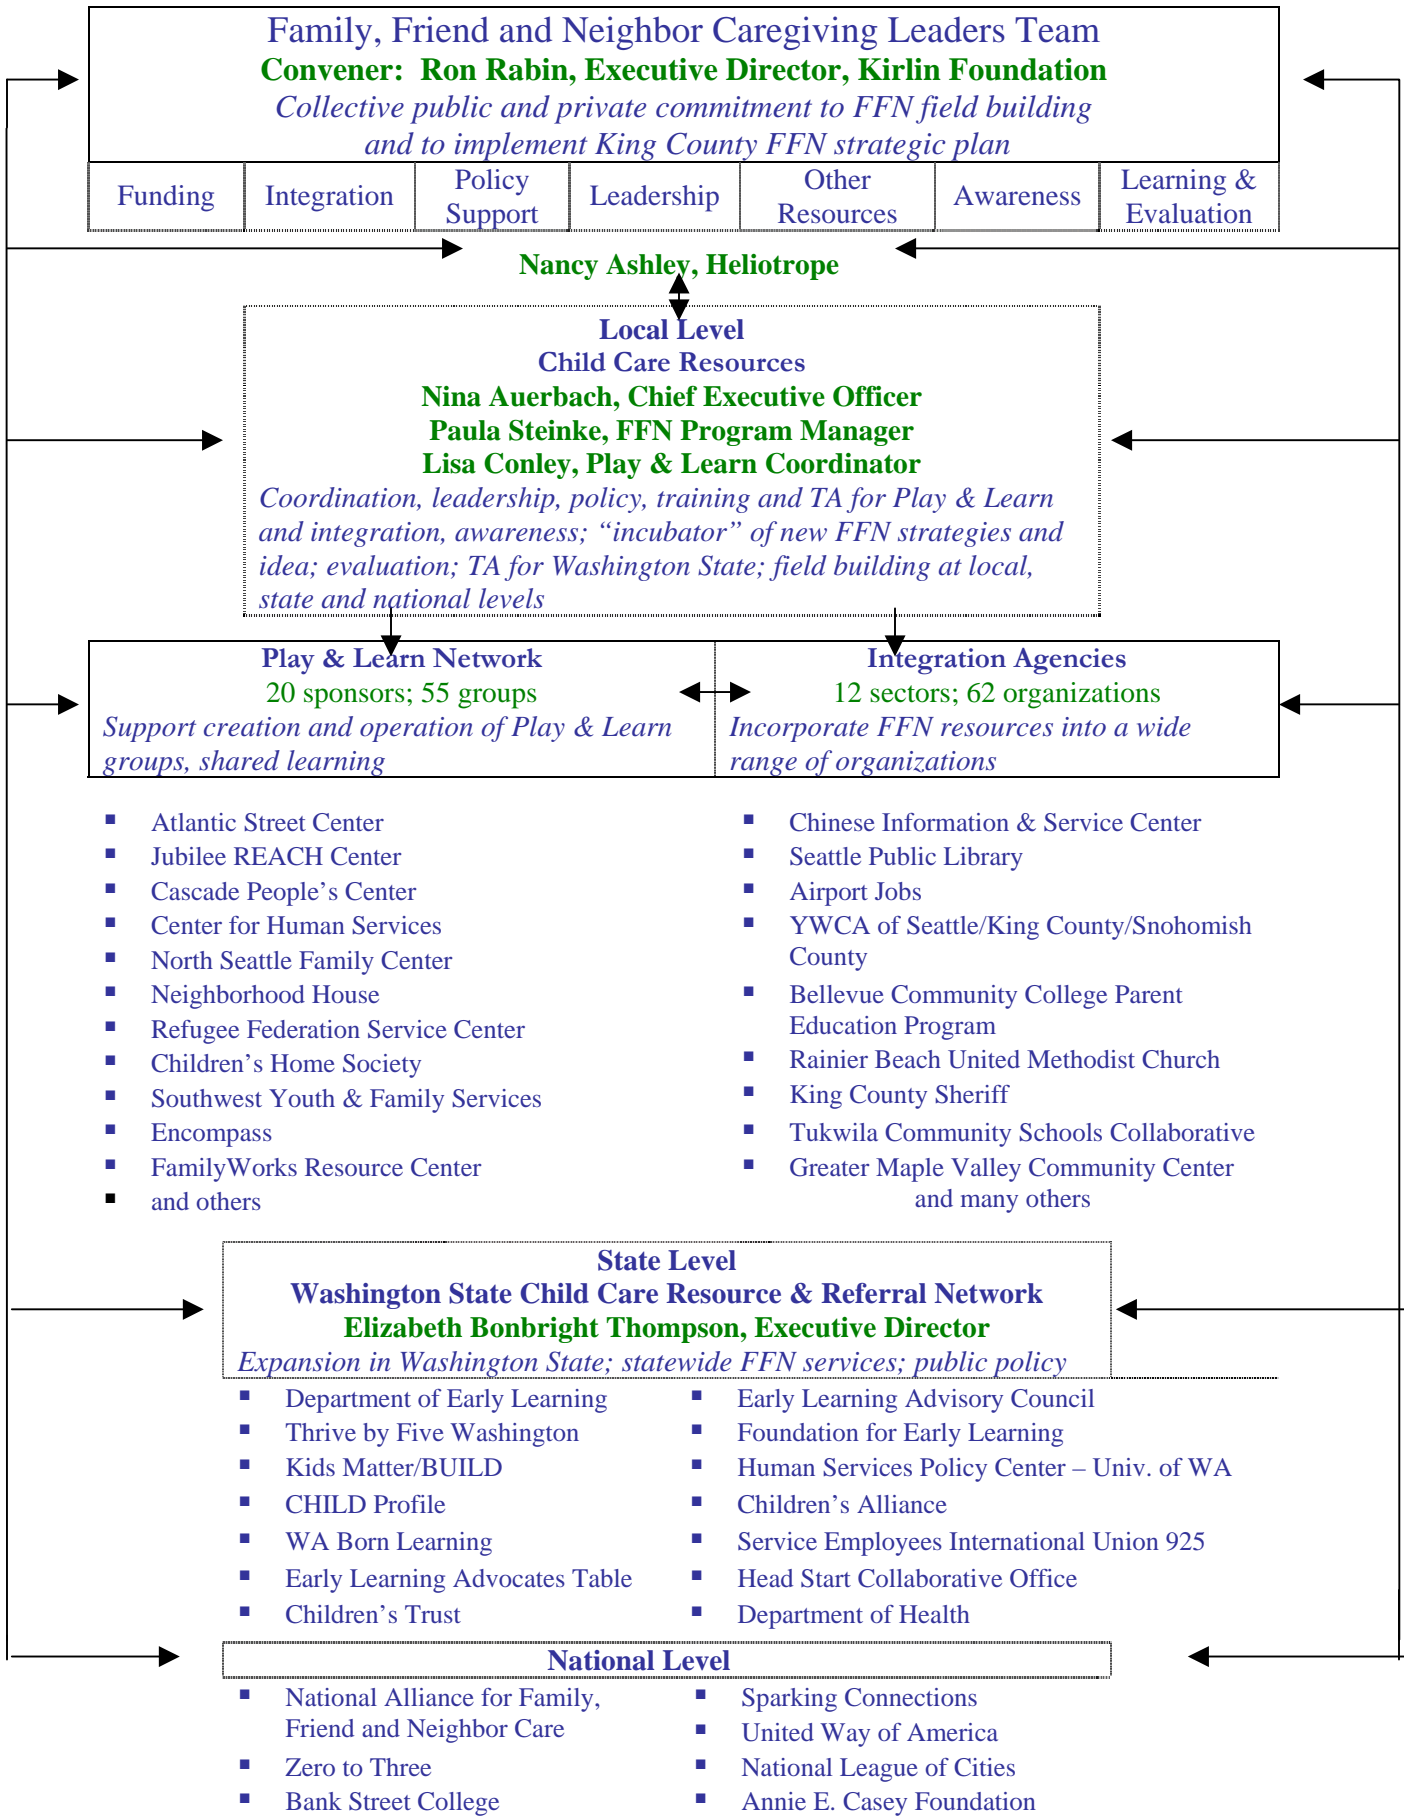 Family, Friend and Neighbor Caregiving Leaders Team
Convener:  Ron Rabin, Executive Director, Kirlin Foundation
Collective public and private commitment to FFN field building
and to implement King County FFN strategic plan
Funding
Integration
Policy
Support
Leadership
Other
Resources
Awareness
Learning &
Evaluation
Nancy Ashley, Heliotrope
Local Level
Child Care Resources
Nina Auerbach, Chief Executive Officer
Paula Steinke, FFN Program Manager
Lisa Conley, Play & Learn Coordinator
Coordination, leadership, policy, training and TA for Play & Learn
and integration, awareness; “incubator” of new FFN strategies and
idea; evaluation; TA for Washington State; field building at local,
state and national levels
Play & Learn Network
20 sponsors; 55 groups
Support creation and operation of Play & Learn
groups, shared learning
Integration Agencies
12 sectors; 62 organizations
Incorporate FFN resources into a wide
range of organizations
▪ Atlantic Street Center
▪ Jubilee REACH Center
▪ Cascade People’s Center
▪ Center for Human Services
▪ North Seattle Family Center
▪ Neighborhood House
▪ Refugee Federation Service Center
▪ Children’s Home Society
▪ Southwest Youth & Family Services
▪ Encompass
▪ FamilyWorks Resource Center
▪ and others
▪ Chinese Information & Service Center
▪ Seattle Public Library
▪ Airport Jobs
▪ YWCA of Seattle/King County/Snohomish
County
▪ Bellevue Community College Parent
Education Program
▪ Rainier Beach United Methodist Church
▪ King County Sheriff
▪ Tukwila Community Schools Collaborative
▪ Greater Maple Valley Community Center
and many others
State Level
Washington State Child Care Resource & Referral Network
Elizabeth Bonbright Thompson, Executive Director
Expansion in Washington State; statewide FFN services; public policy
▪ Department of Early Learning
▪ Thrive by Five Washington
▪ Kids Matter/BUILD
▪ CHILD Profile
▪ WA Born Learning
▪ Early Learning Advocates Table
▪ Children’s Trust
▪ Early Learning Advisory Council
▪ Foundation for Early Learning
▪ Human Services Policy Center – Univ. of WA
▪ Children’s Alliance
▪ Service Employees International Union 925
▪ Head Start Collaborative Office
▪ Department of Health
National Level
▪ National Alliance for Family,
Friend and Neighbor Care
▪ Zero to Three
▪ Bank Street College
▪ Sparking Connections
▪ United Way of America
▪ National League of Cities
▪ Annie E. Casey Foundation